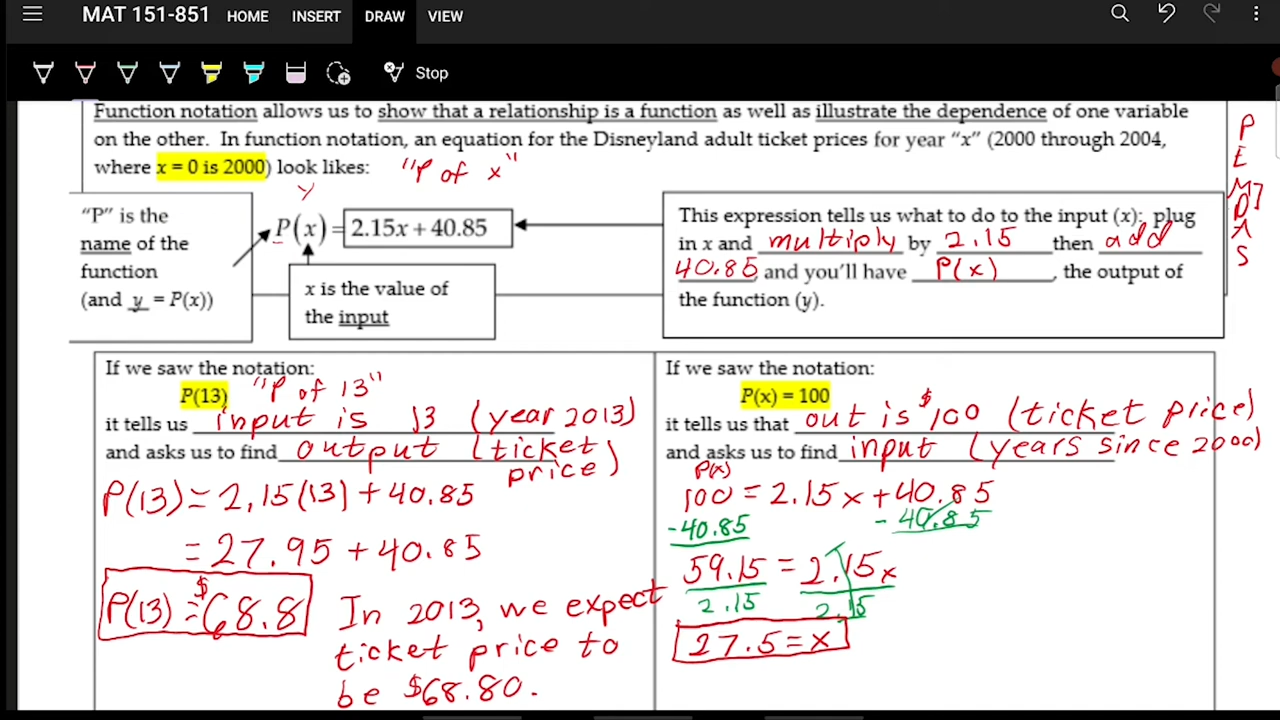 MAT 151-851 HOME INSERT DRAW VIEW
Stop
Function notation allows us to show that a relationship is a function as well as illustrate the dependence of one variable
on the other. In function notation, an equation for the Disneyland adult ticket prices for year “x” (2000 through 2004,
where x = 0 is 2000) look likes: "P of x"
y
“P” is the
name of the
function
(and y = P(x))
P(x) = 2.15x + 40.85
x is the value of
the input
This expression tells us what to do to the input (x): plug
in x and multiply by 2.15 then add
40.85 and you’ll have P(x), the output of
the function (y).
P
E
M
D
A
S
If we saw the notation:
P(13) "P of 13"
it tells us input is 13 (year 2013)
and asks us to find output (ticket
price)
P(13) = 2.15(13) + 40.85
= 27.95 + 40.85
P(13) = $68.8
In 2013, we expect
ticket price to
be $68.80.
If we saw the notation:
P(x) = 100
it tells us that out is $100 (ticket price)
and asks us to find input (years since 2000)
P(x)
100 = 2.15x + 40.85
-40.85 - 40.85
59.15 = 2.15x
2.15 2.15
27.5 = x